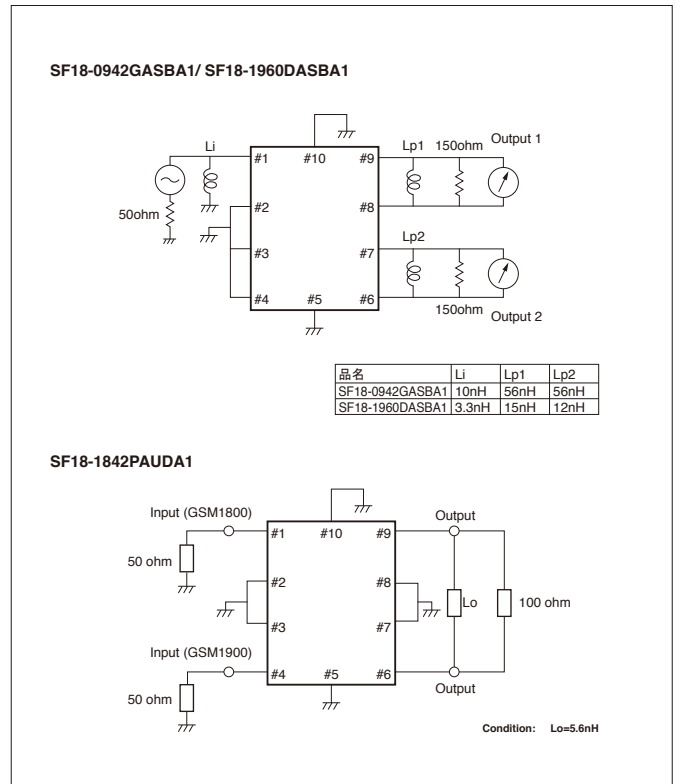 SF18-0942GASBA1/ SF18-1960DASBA1
Li
#1 #10 #9
Lp1 150ohm Output 1
50ohm
#2 #8
#3 #7
Lp2
#4 #5 #6
150ohm Output 2
品名 Li Lp1 Lp2
SF18-0942GASBA1 10nH 56nH 56nH
SF18-1960DASBA1 3.3nH 15nH 12nH
SF18-1842PAUDA1
Input (GSM1800)
Output
#1 #10 #9
50 ohm
#2 #8
Lo 100 ohm
#3 #7
Input (GSM1900)
#4 #5 #6
50 ohm
Output
Condition: Lo=5.6nH